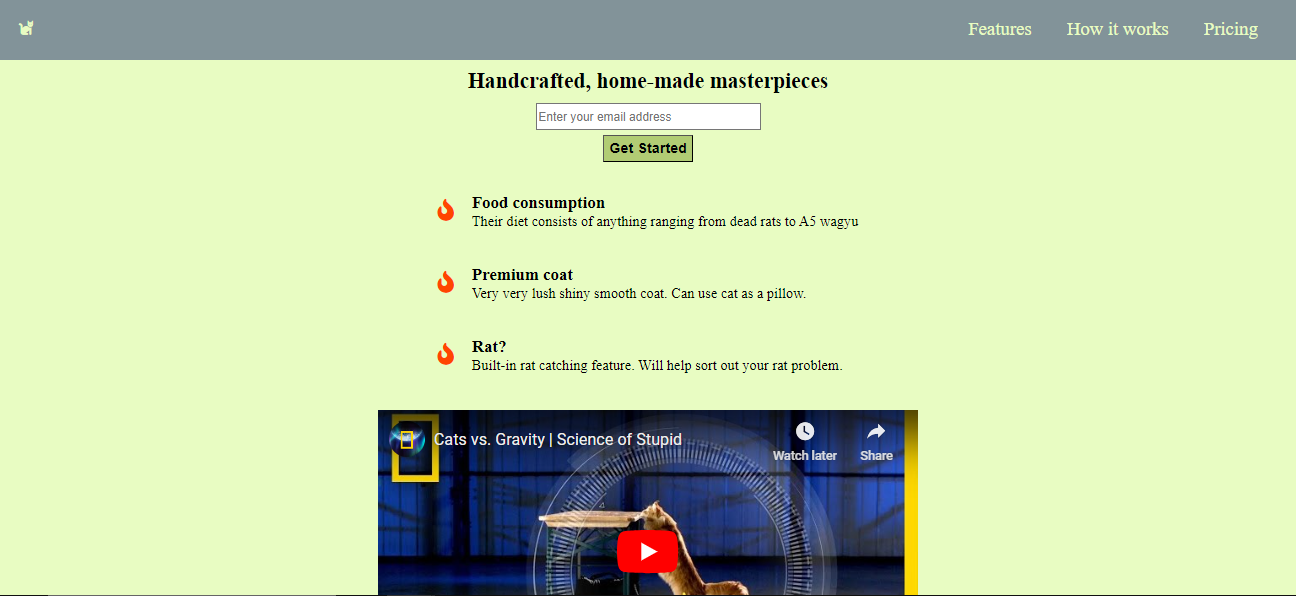 Features How it works Pricing
Handcrafted, home-made masterpieces
Enter your email address
Get Started
Food consumption
Their diet consists of anything ranging from dead rats to A5 wagyu
Premium coat
Very very lush shiny smooth coat. Can use cat as a pillow.
Rat?
Built-in rat catching feature. Will help sort out your rat problem.
Cats vs. Gravity | Science of Stupid
Watch later Share